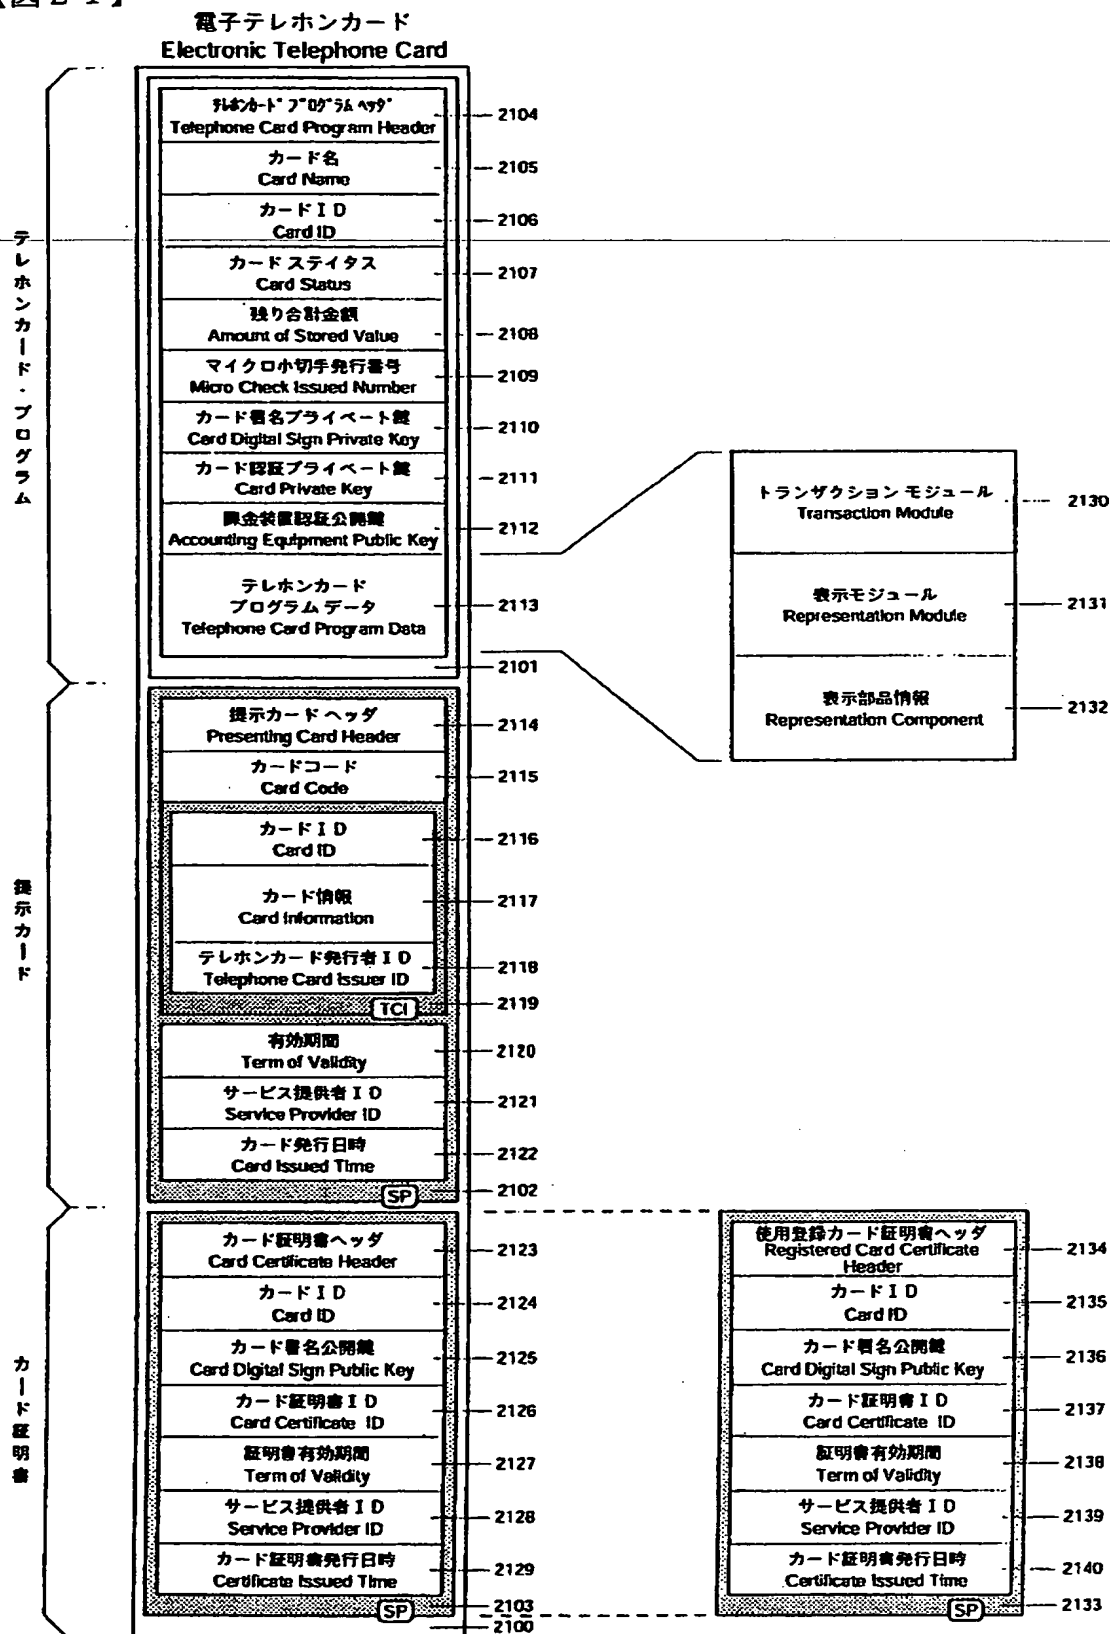 【図２１】
電子テレホンカード
Electronic Telephone Card
テレホンカード・プログラム
ﾃﾚﾎﾝｶｰﾄﾞ ﾌﾟﾛｸﾞﾗﾑ ﾍｯﾀﾞ
Telephone Card Program Header
2104
カード名
Card Name
2105
カードＩＤ
Card ID
2106
カード ステイタス
Card Status
2107
残り合計金額
Amount of Stored Value
2108
マイクロ小切手発行番号
Micro Check Issued Number
2109
カード署名プライベート鍵
Card Digital Sign Private Key
2110
カード認証プライベート鍵
Card Private Key
2111
課金装置認証公開鍵
Accounting Equipment Public Key
2112
テレホンカード
プログラム データ
Telephone Card Program Data
2113
2101
トランザクション モジュール
Transaction Module
2130
表示モジュール
Representation Module
2131
表示部品情報
Representation Component
2132
提示カード
提示カード ヘッダ
Presenting Card Header
2114
カードコード
Card Code
2115
カードＩＤ
Card ID
2116
カード情報
Card Information
2117
テレホンカード発行者ＩＤ
Telephone Card Issuer ID
2118
TCI
2119
有効期間
Term of Validity
2120
サービス提供者ＩＤ
Service Provider ID
2121
カード発行日時
Card Issued Time
2122
SP
2102
カード証明書
カード証明書ヘッダ
Card Certificate Header
2123
カードＩＤ
Card ID
2124
カード署名公開鍵
Card Digital Sign Public Key
2125
カード証明書ＩＤ
Card Certificate ID
2126
証明書有効期間
Term of Validity
2127
サービス提供者ＩＤ
Service Provider ID
2128
カード証明書発行日時
Certificate Issued Time
2129
SP
2103
2100
使用登録カード証明書ヘッダ
Registered Card Certificate
Header
2134
カードＩＤ
Card ID
2135
カード署名公開鍵
Card Digital Sign Public Key
2136
カード証明書ＩＤ
Card Certificate ID
2137
証明書有効期間
Term of Validity
2138
サービス提供者ＩＤ
Service Provider ID
2139
カード証明書発行日時
Certificate Issued Time
2140
SP
2133